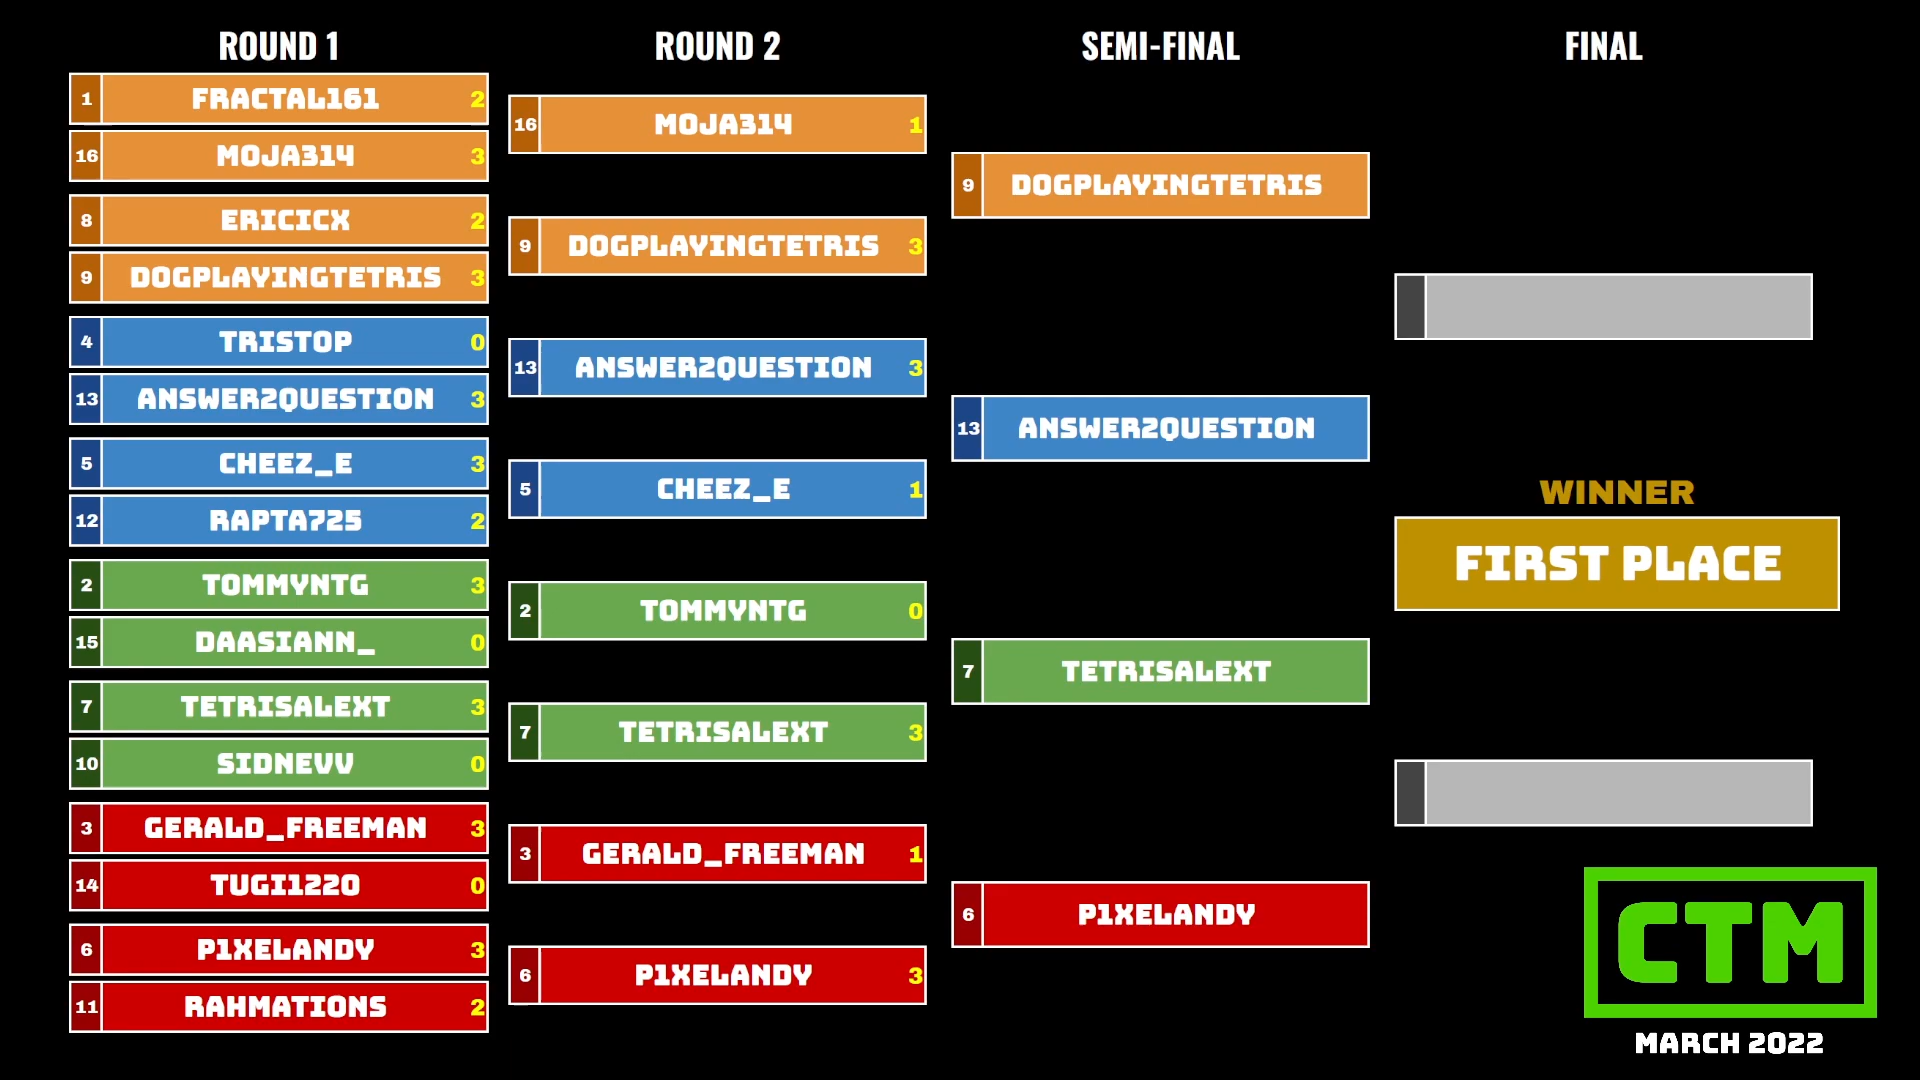 ROUND 1
1 FRACTAL161 2
16 MOJA314 3
8 ERICICX 2
9 DOGPLAYINGTETRIS 3
4 TRISTOP 0
13 ANSWER2QUESTION 3
5 CHEEZ_E 3
12 RAPTA725 2
2 TOMMYNTG 3
15 DAASIANN_ 0
7 TETRISALEXT 3
10 SIDNEVV 0
3 GERALD_FREEMAN 3
14 TUGI1220 0
6 P1XELANDY 3
11 RAHMATIONS 2
ROUND 2
16 MOJA314 1
9 DOGPLAYINGTETRIS 3
13 ANSWER2QUESTION 3
5 CHEEZ_E 1
2 TOMMYNTG 0
7 TETRISALEXT 3
3 GERALD_FREEMAN 1
6 P1XELANDY 3
SEMI-FINAL
9 DOGPLAYINGTETRIS
13 ANSWER2QUESTION
7 TETRISALEXT
6 P1XELANDY
FINAL
WINNER
FIRST PLACE
CTM
MARCH 2022